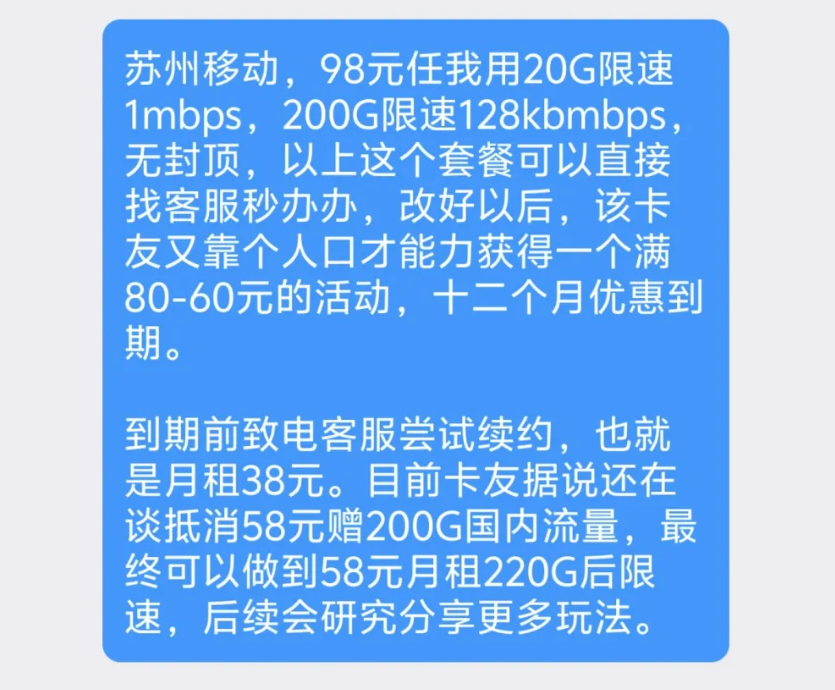 苏州移动，98元任我用20G限速
1mbps，200G限速128kbmbps，
无封顶，以上这个套餐可以直接
找客服秒办办，改好以后，该卡
友又靠个人口才能力获得一个满
80-60元的活动，十二个月优惠到
期。
到期前致电客服尝试续约，也就
是月租38元。目前卡友据说还在
谈抵消58元赠200G国内流量，最
终可以做到58元月租220G后限
速，后续会研究分享更多玩法。